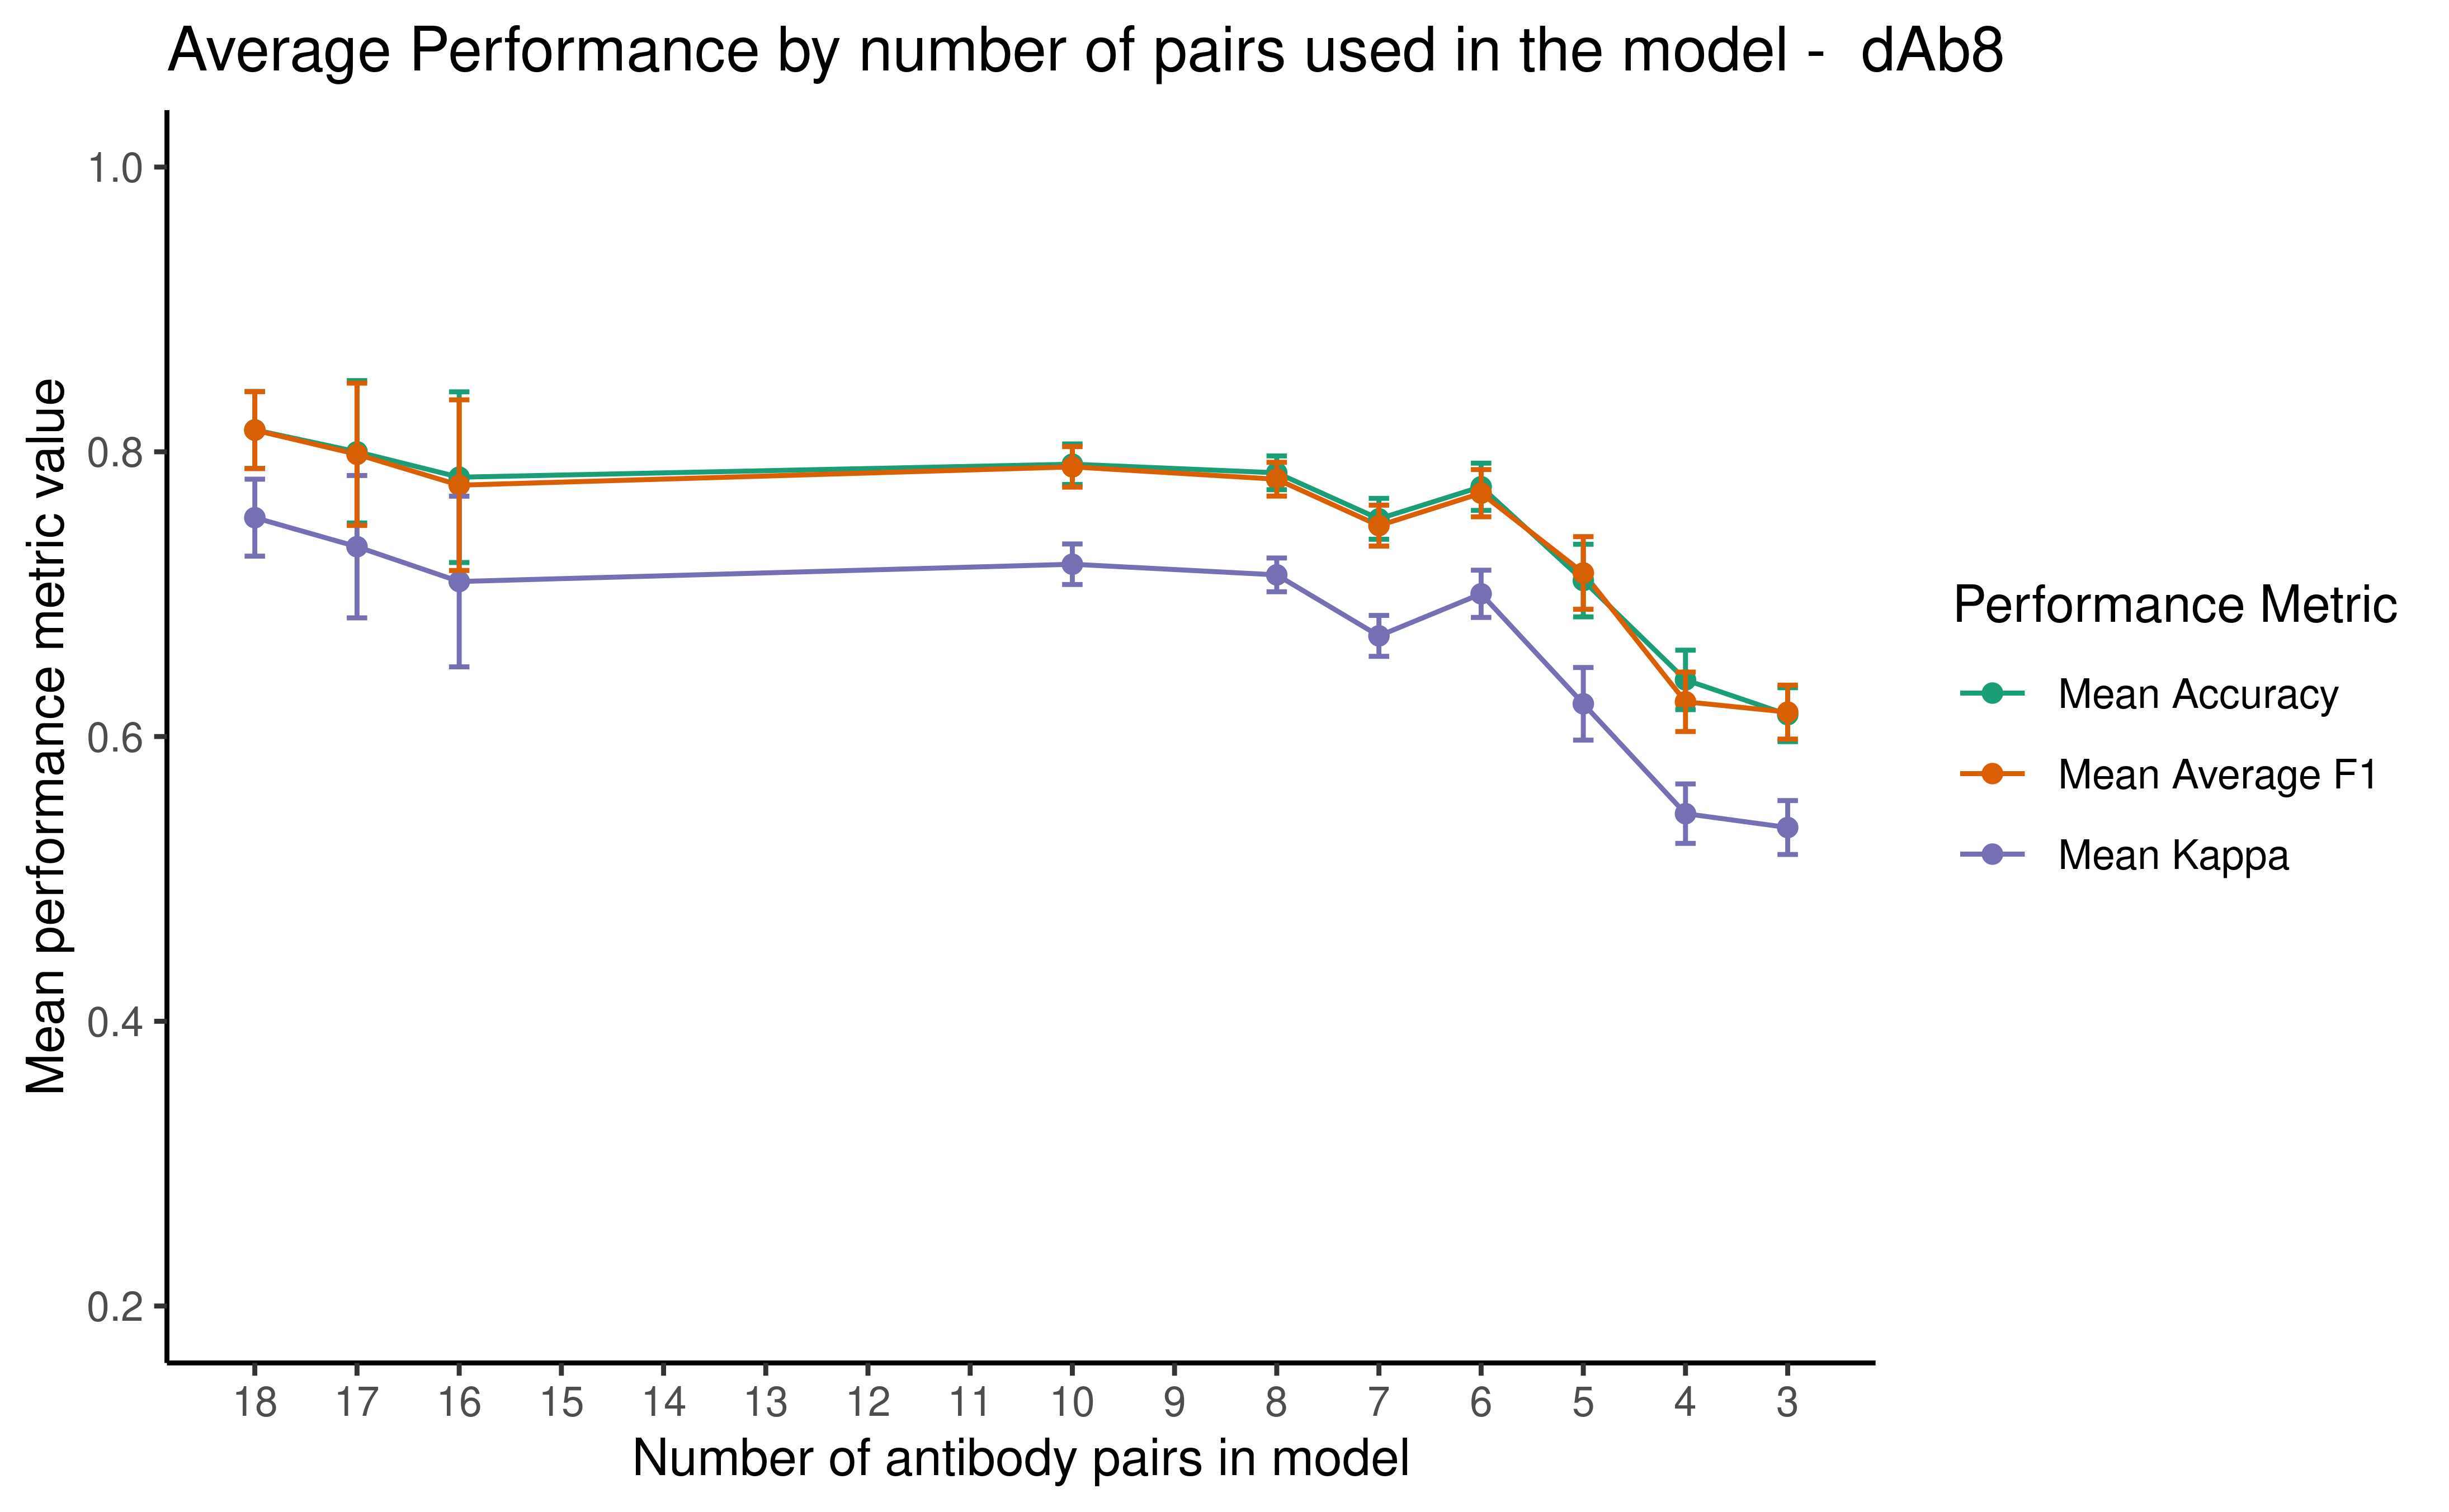 Average Performance by number of pairs used in the model -  dAb8
Mean performance metric value
1.0
0.8
0.6
0.4
0.2
18 17 16 15 14 13 12 11 10 9 8 7 6 5 4 3
Number of antibody pairs in model
Performance Metric
Mean Accuracy
Mean Average F1
Mean Kappa